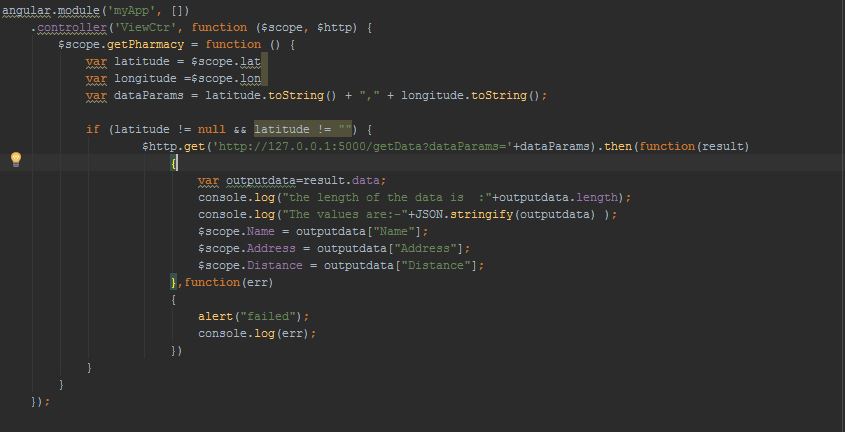 angular.module('myApp', [])
.controller('ViewCtr', function ($scope, $http) {
$scope.getPharmacy = function () {
var latitude = $scope.lat
var longitude =$scope.lon
var dataParams = latitude.toString() + "," + longitude.toString();
if (latitude != null && latitude != "") {
$http.get('http://127.0.0.1:5000/getData?dataParams='+dataParams).then(function(result)
{
var outputdata=result.data;
console.log("the length of the data is  :"+outputdata.length);
console.log("The values are:-"+JSON.stringify(outputdata) );
$scope.Name = outputdata["Name"];
$scope.Address = outputdata["Address"];
$scope.Distance = outputdata["Distance"];
},function(err)
{
alert("failed");
console.log(err);
})
}
}
});